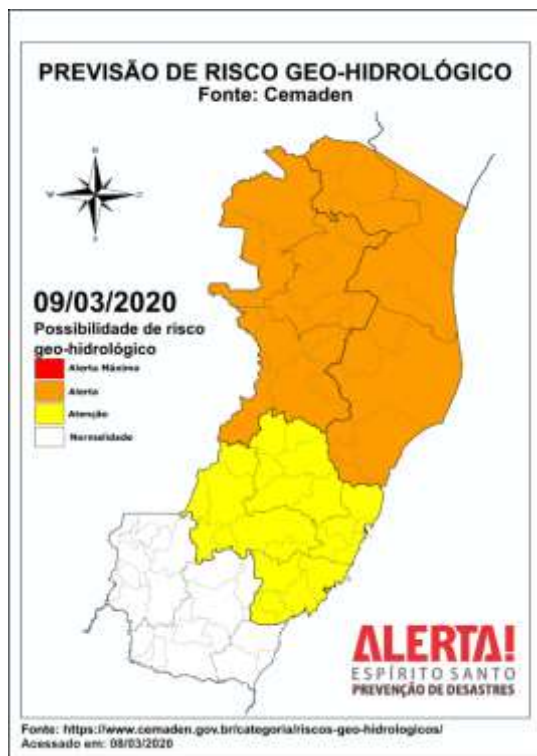 PREVISÃO DE RISCO GEO-HIDROLÓGICO
Fonte: Cemaden
N
W
S
09/03/2020
Possibilidade de risco
geo-hidrológico
Alerta Máximo
Alerta
Atenção
Normalidade
ALERTA!
ESPÍRITO SANTO
PREVENÇÃO DE DESASTRES
Fonte: https://www.cemaden.gov.br/categoria/riscos-geo-hidrologicos/
Acessado em: 08/03/2020